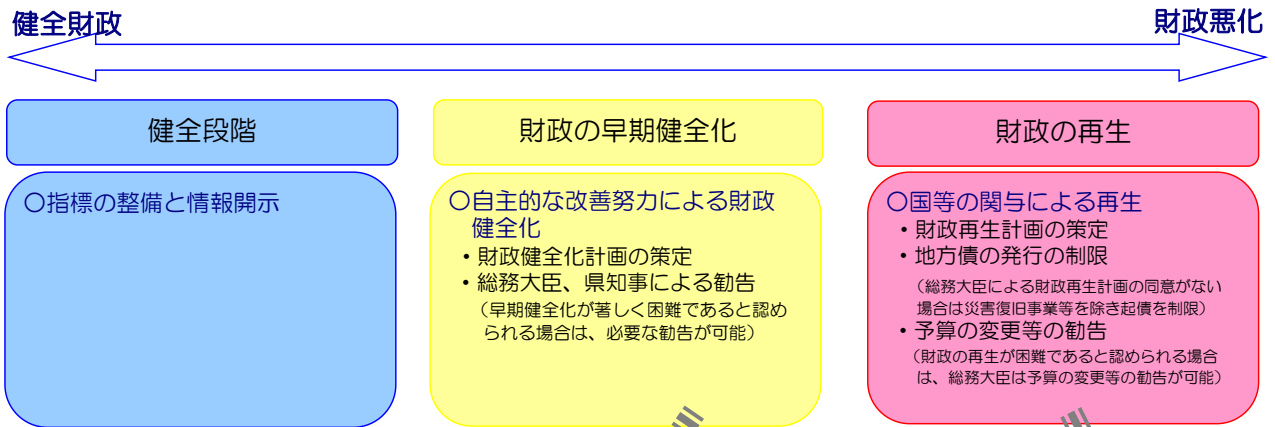 健全財政
財政悪化
健全段階
〇指標の整備と情報開示
財政の早期健全化
〇自主的な改善努力による財政
健全化
・財政健全化計画の策定
・総務大臣、県知事による勧告
（早期健全化が著しく困難であると認め
られる場合は、必要な勧告が可能）
財政の再生
〇国等の関与による再生
・財政再生計画の策定
・地方債の発行の制限
（総務大臣による財政再生計画の同意がない
場合は災害復旧事業等を除き起債を制限）
・予算の変更等の勧告
（財政の再生が困難であると認められる場合
は、総務大臣は予算の変更等の勧告が可能）